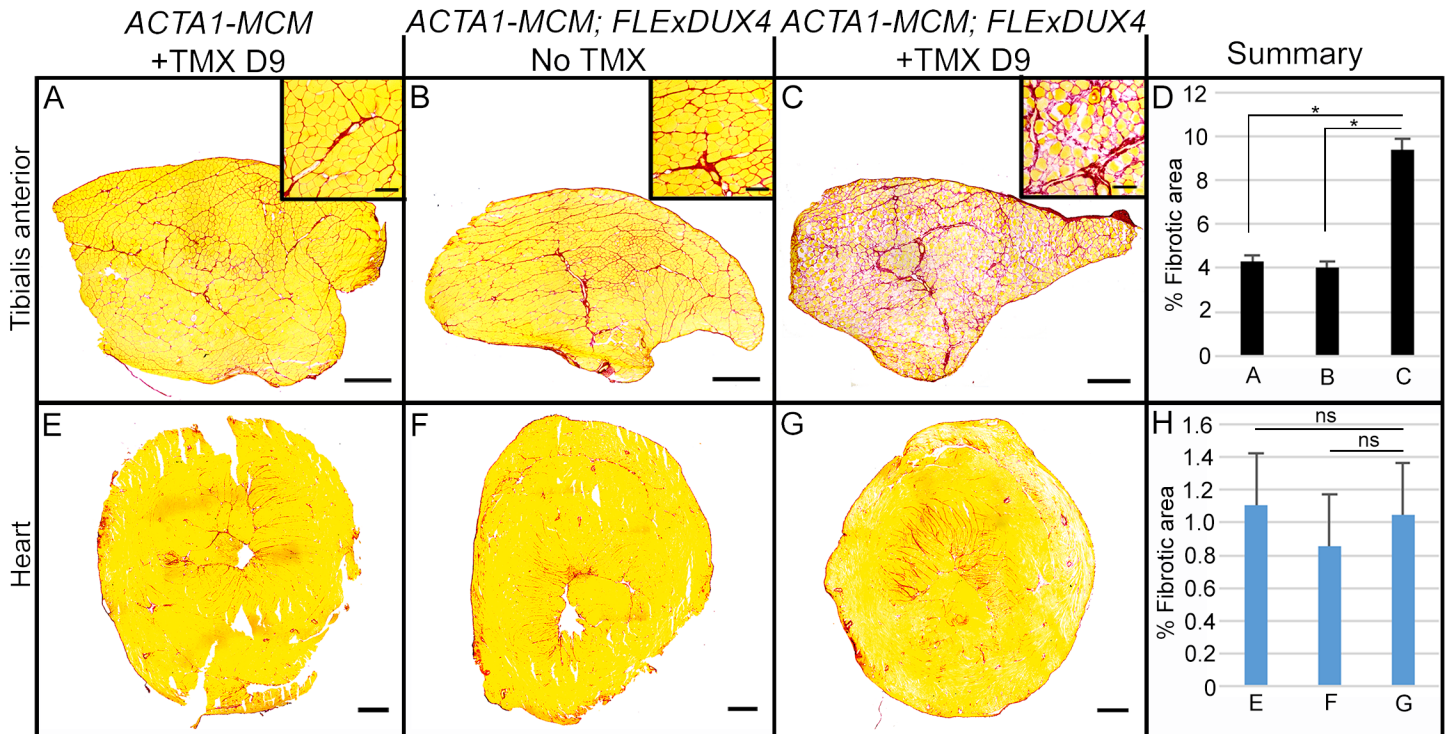 ACTA1-MCM
+TMX D9
ACTA1-MCM; FLExDUX4
No TMX
ACTA1-MCM; FLExDUX4
+TMX D9
Summary
Tibialis anterior
A
B
C
D
% Fibrotic area
12
10
8
6
4
2
0
*
*
A B C
Heart
E
F
G
H
% Fibrotic area
1.6
1.4
1.2
1.0
0.8
0.6
0.4
0.2
0
ns
ns
E F G